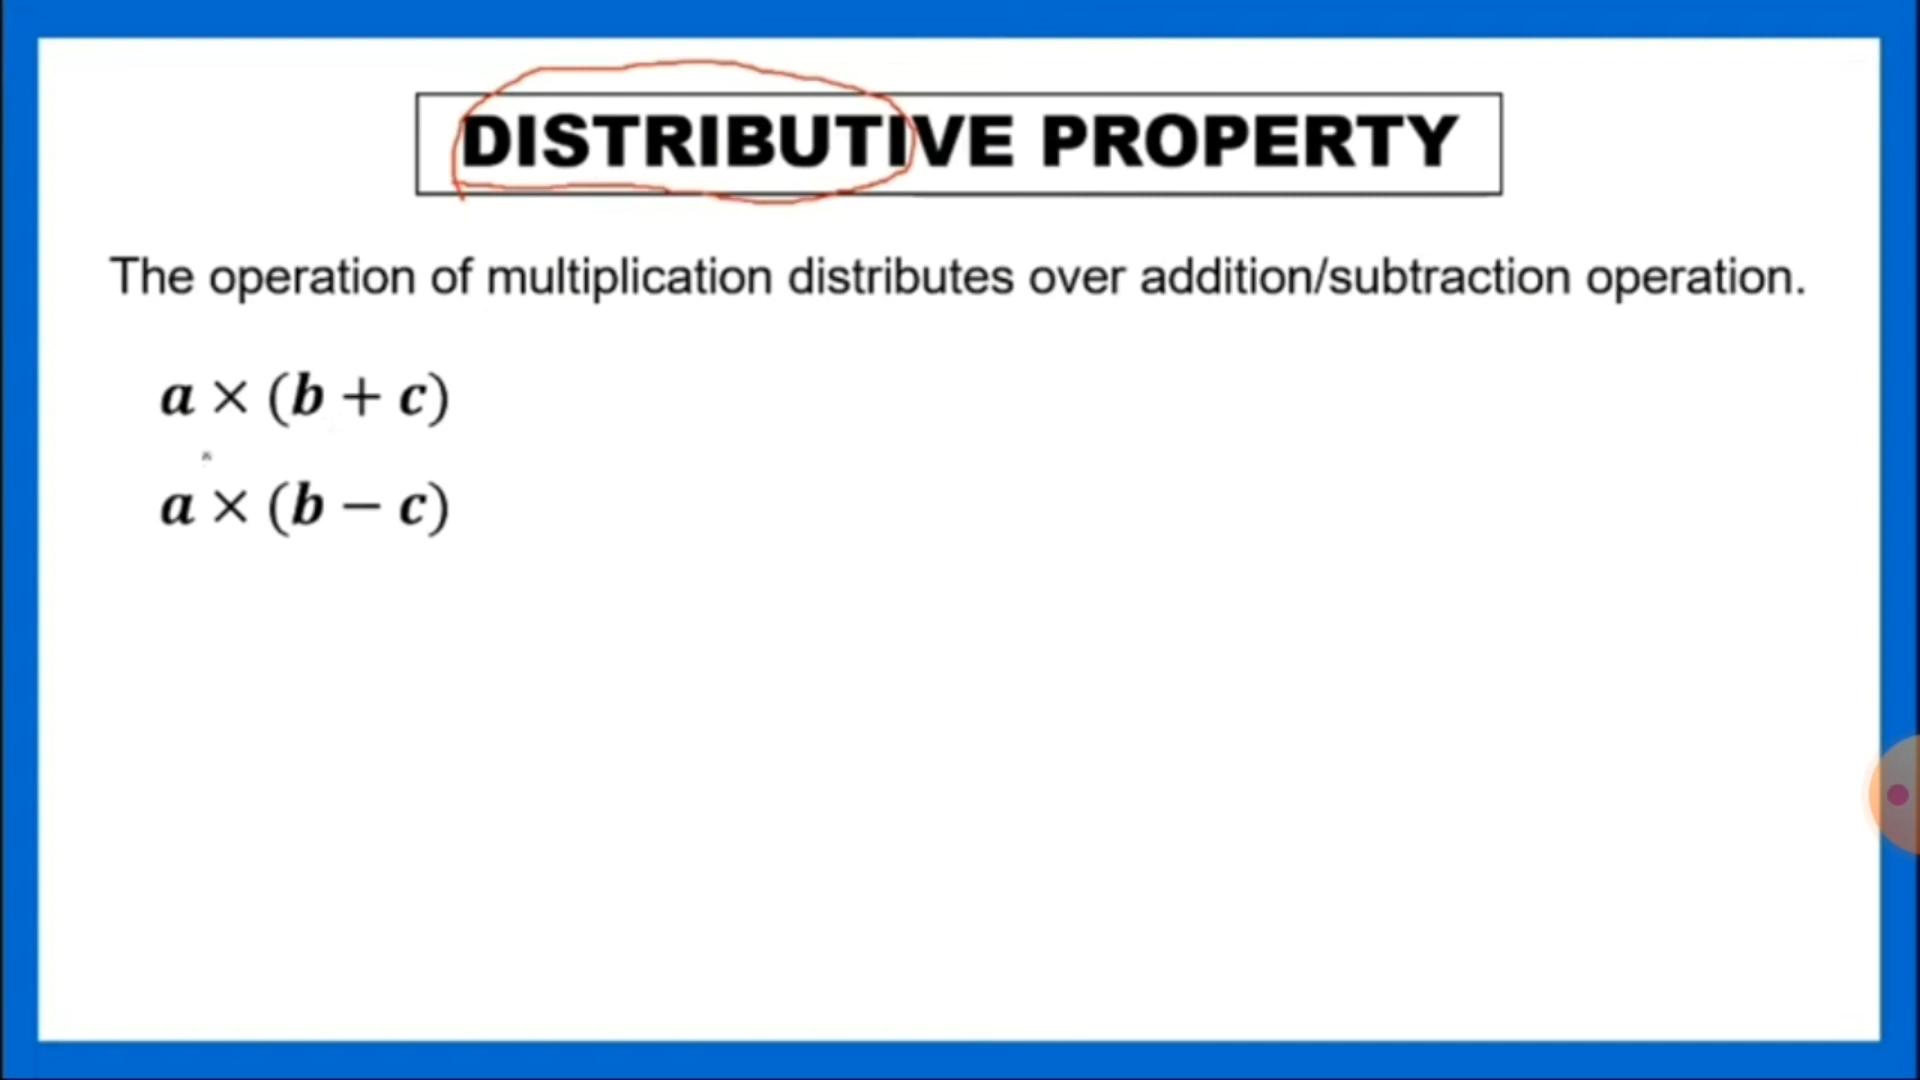 DISTRIBUTIVE PROPERTY
The operation of multiplication distributes over addition/subtraction operation.
a × (b + c)
a × (b − c)